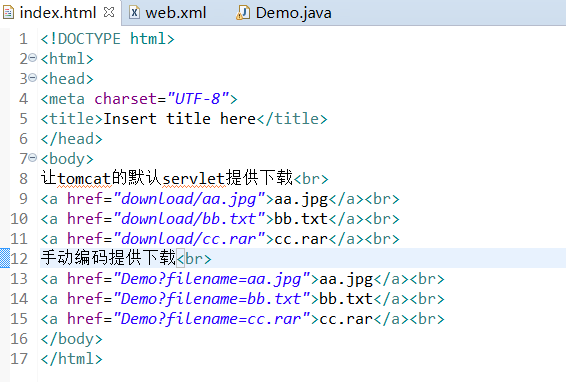 index.html web.xml Demo.java
1 <!DOCTYPE html>
2 <html>
3 <head>
4 <meta charset="UTF-8">
5 <title>Insert title here</title>
6 </head>
7 <body>
8 让tomcat的默认servlet提供下载<br>
9 <a href="download/aa.jpg">aa.jpg</a><br>
10 <a href="download/bb.txt">bb.txt</a><br>
11 <a href="download/cc.rar">cc.rar</a><br>
12 手动编码提供下载<br>
13 <a href="Demo?filename=aa.jpg">aa.jpg</a><br>
14 <a href="Demo?filename=bb.txt">bb.txt</a><br>
15 <a href="Demo?filename=cc.rar">cc.rar</a><br>
16 </body>
17 </html>